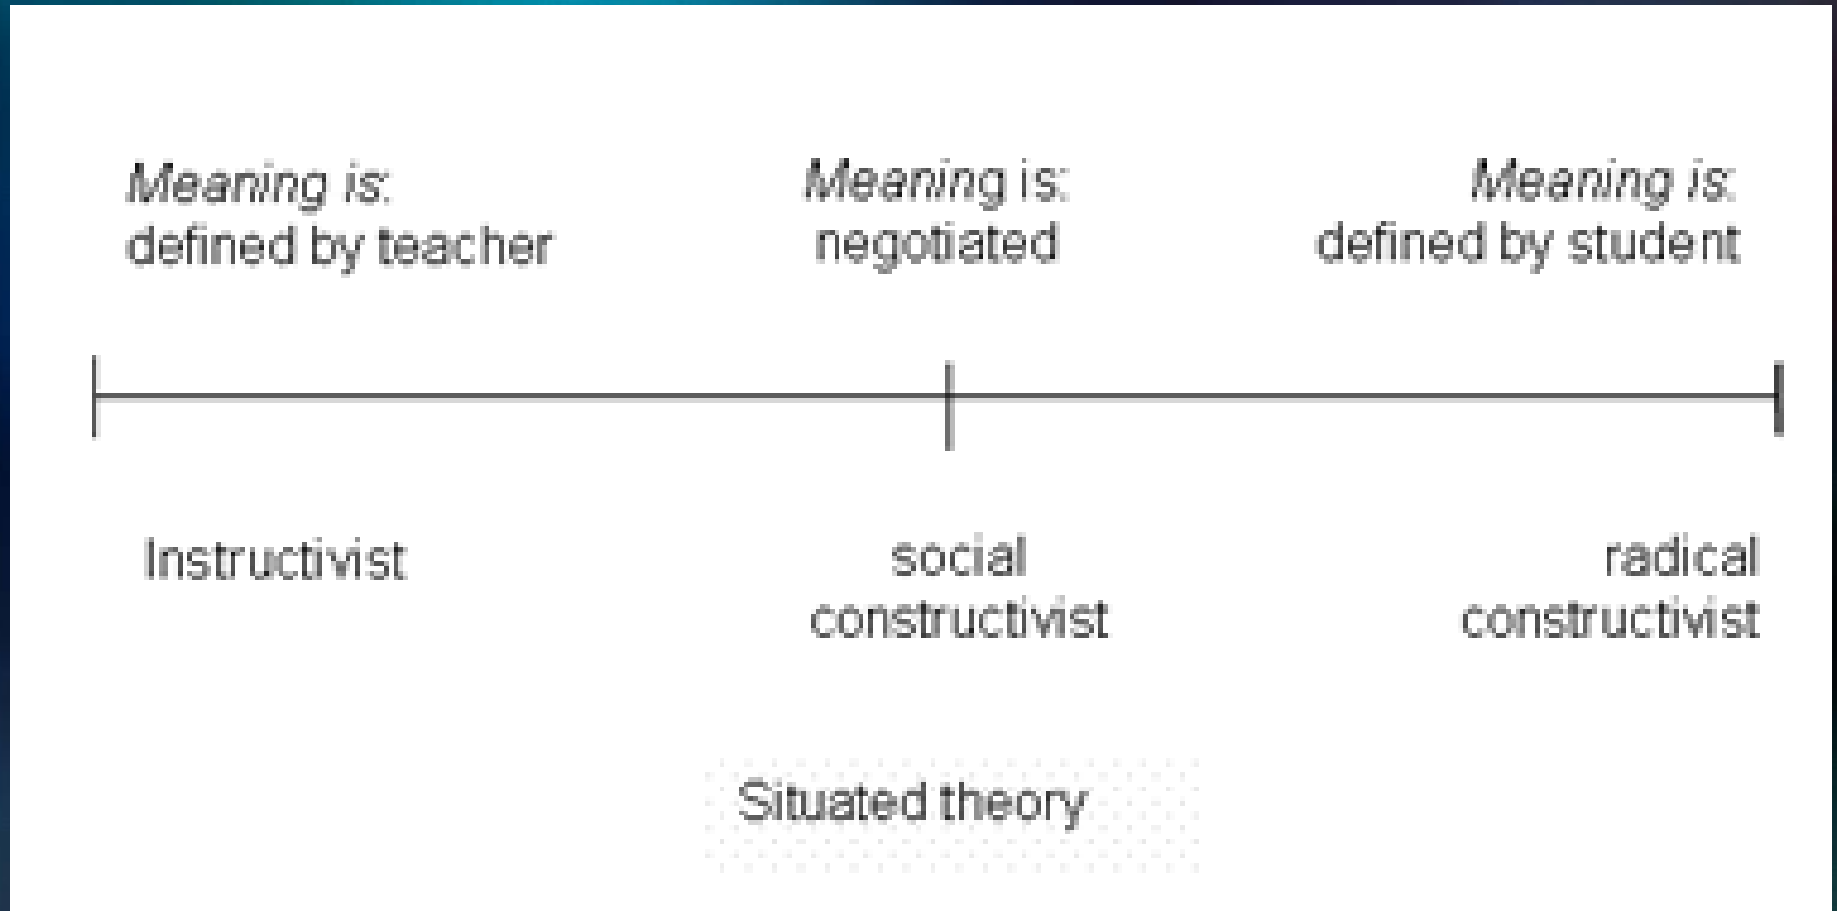 Meaning is:
defined by teacher
Meaning is:
negotiated
Meaning is:
defined by student
Instructivist
social
constructivist
radical
constructivist
Situated theory